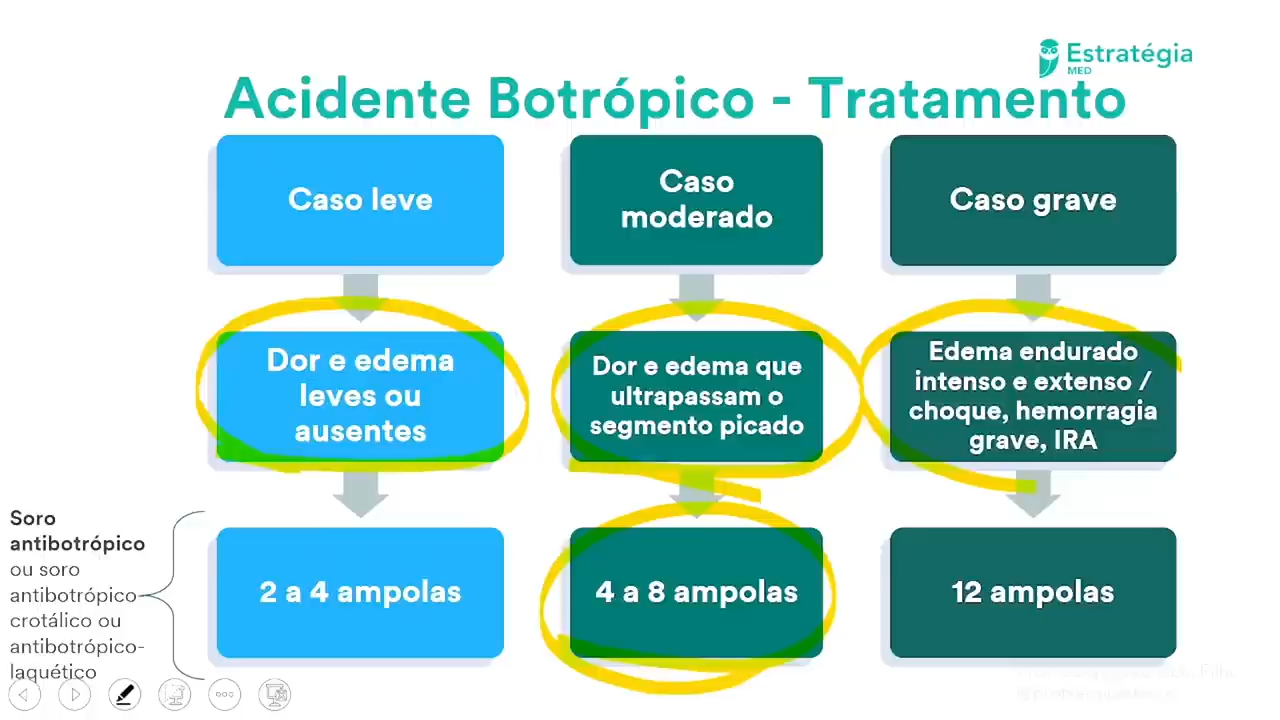 Estratégia
MED
Acidente Botrópico - Tratamento
Caso leve
Caso
moderado
Caso grave
Dor e edema
leves ou
ausentes
Dor e edema que
ultrapassam o
segmento picado
Edema endurado
intenso e extenso /
choque, hemorragia
grave, IRA
Soro
antibotrópico
ou soro
antibotrópico-
crotálico ou
antibotrópico-
laquético
2 a 4 ampolas
4 a 8 ampolas
12 ampolas